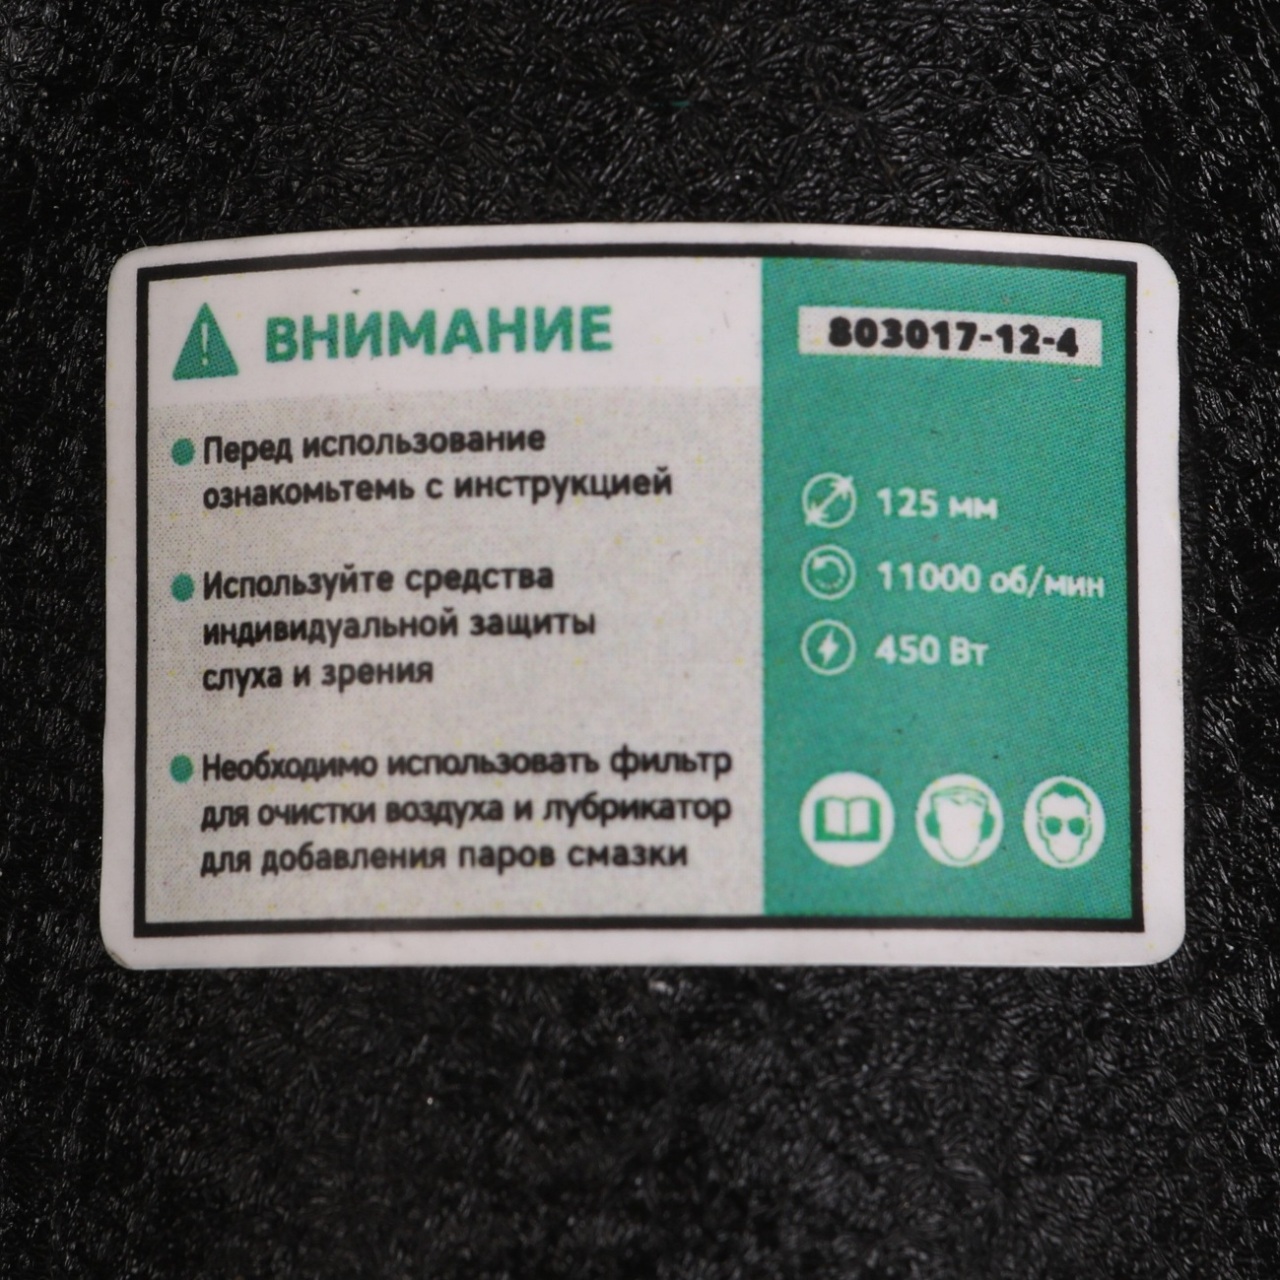 ВНИМАНИЕ
Перед использование
ознакомьтемь с инструкцией
Используйте средства
индивидуальной защиты
слуха и зрения
Необходимо использовать фильтр
для очистки воздуха и лубрикатор
для добавления паров смазки
803017-12-4
125 мм
11000 об/мин
450 Вт